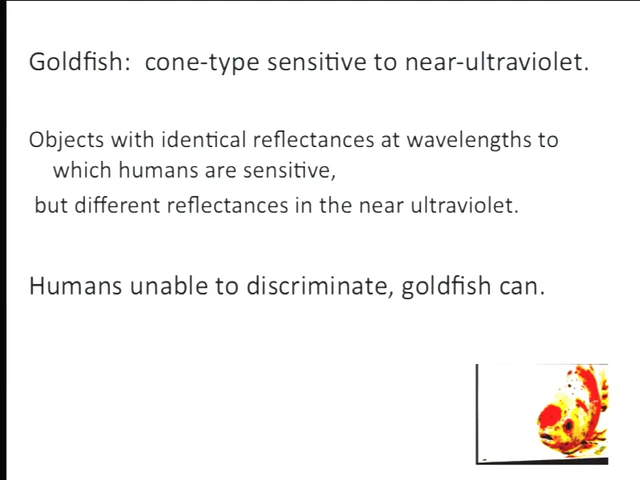 Goldfish: cone-type sensitive to near-ultraviolet.
Objects with identical reflectances at wavelengths to
which humans are sensitive,
but different reflectances in the near ultraviolet.
Humans unable to discriminate, goldfish can.